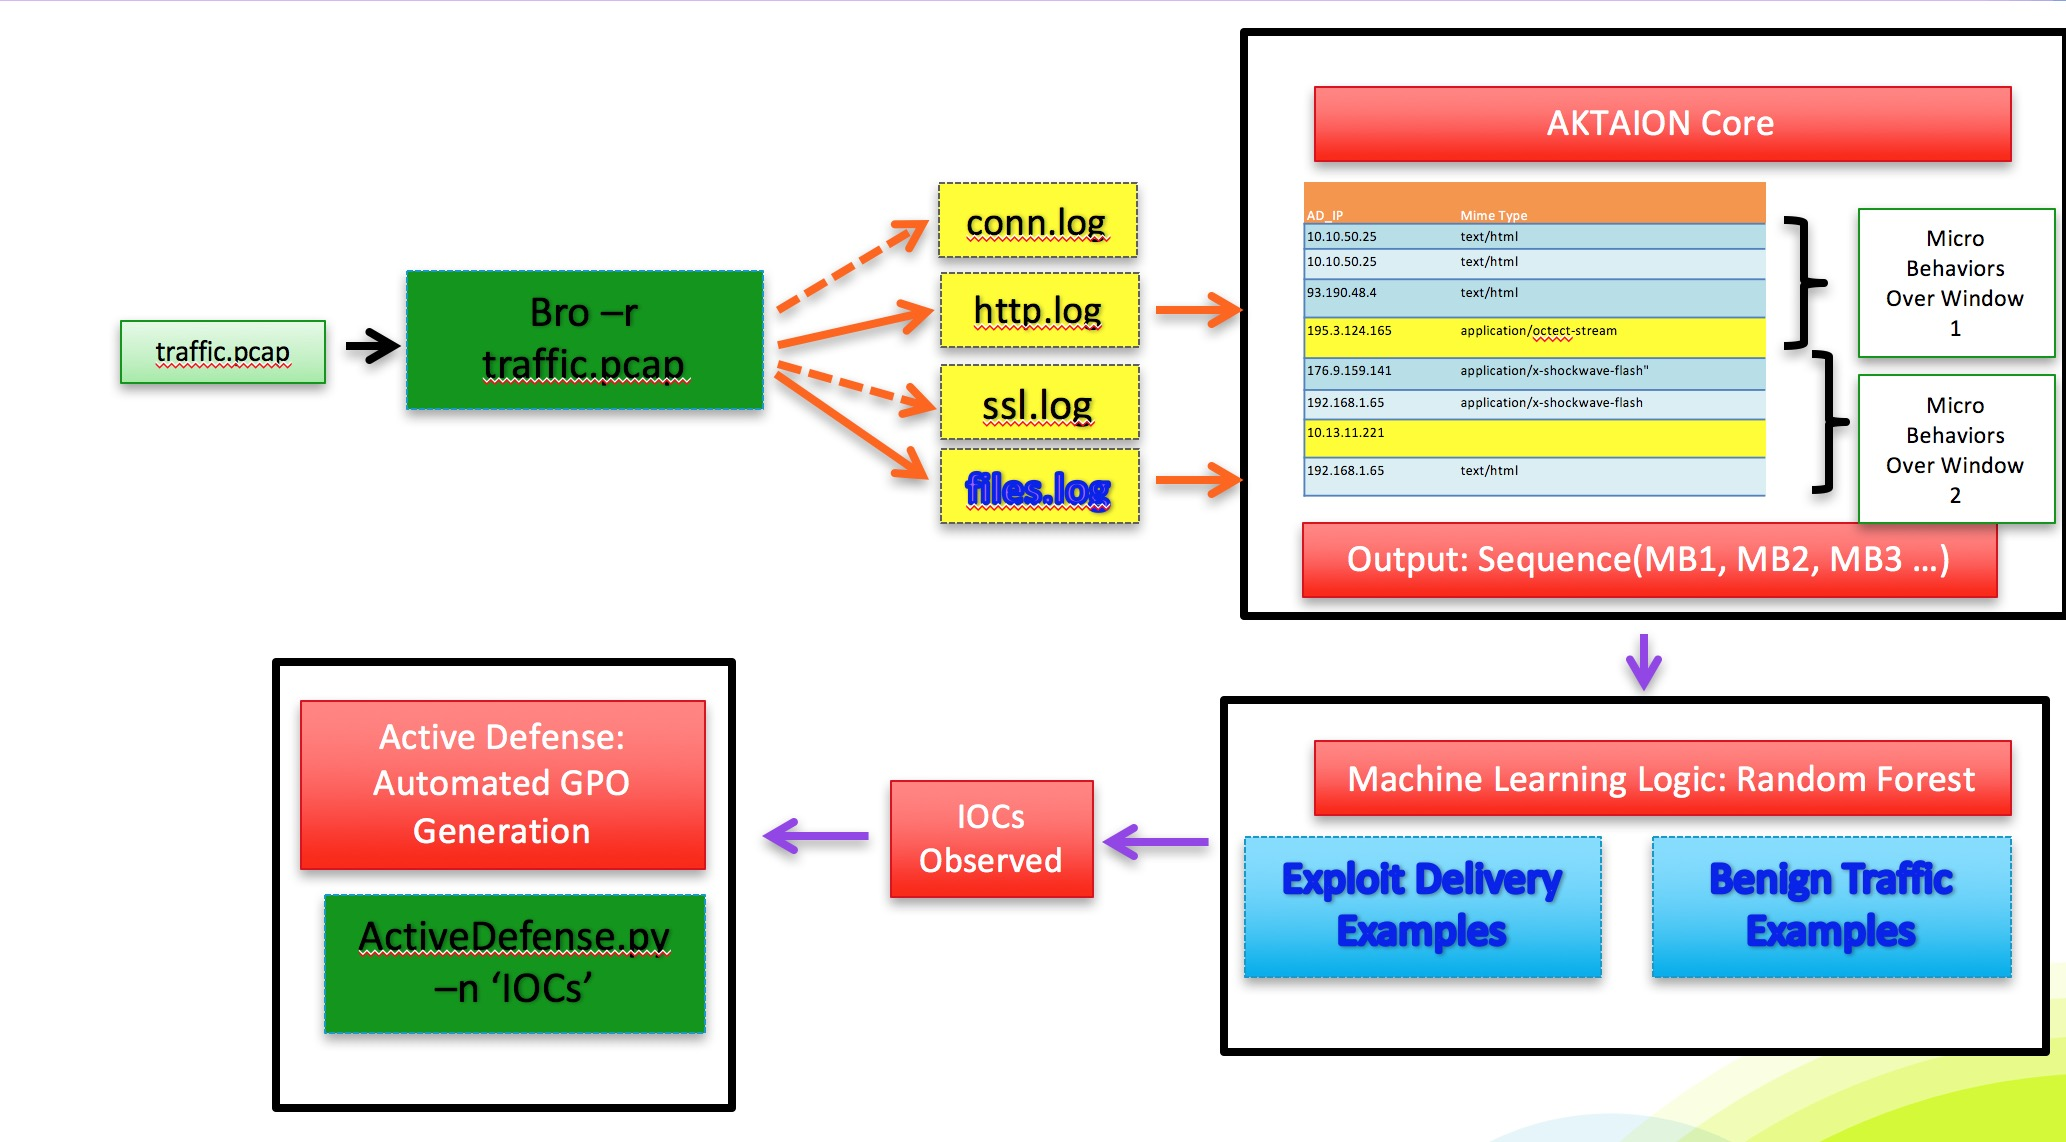 traffic.pcap
Bro –r
traffic.pcap
conn.log
http.log
ssl.log
files.log
AKTAION Core
AD_IP Mime Type
10.10.50.25 text/html
10.10.50.25 text/html
93.190.48.4 text/html
195.3.124.165 application/octect-stream
176.9.159.141 application/x-shockwave-flash"
192.168.1.65 application/x-shockwave-flash
10.13.11.221
192.168.1.65 text/html
Micro
Behaviors
Over Window
1
Micro
Behaviors
Over Window
2
Output: Sequence(MB1, MB2, MB3 ...)
Machine Learning Logic: Random Forest
Exploit Delivery
Examples
Benign Traffic
Examples
IOCs
Observed
Active Defense:
Automated GPO
Generation
ActiveDefense.py
–n ‘IOCs’